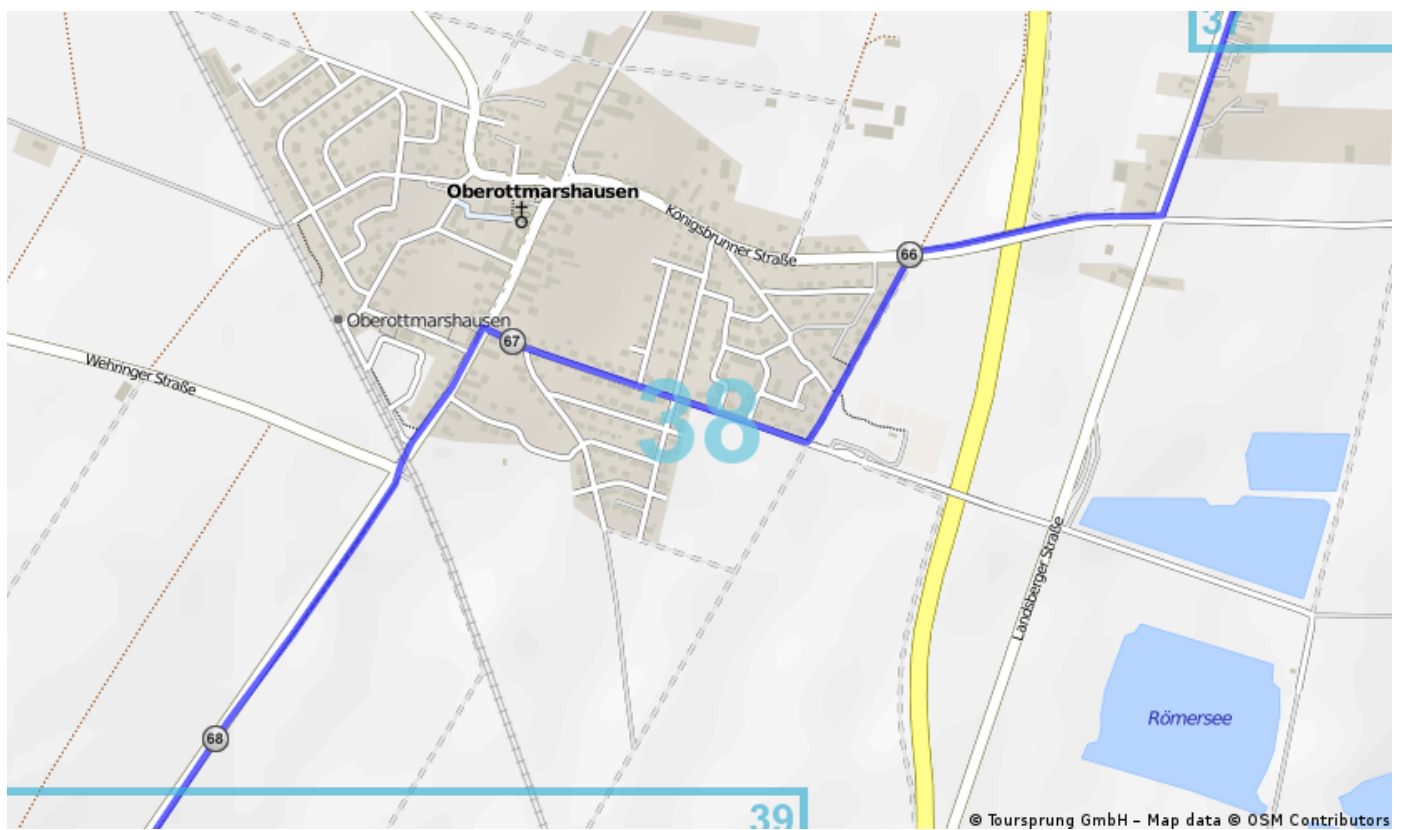 37
Oberottmarshausen
Königsbrunner Straße
66
Oberottmarshausen
67
Wehringer Straße
38
Landsberger Straße
Römersee
68
39
© Toursprung GmbH – Map data © OSM Contributors